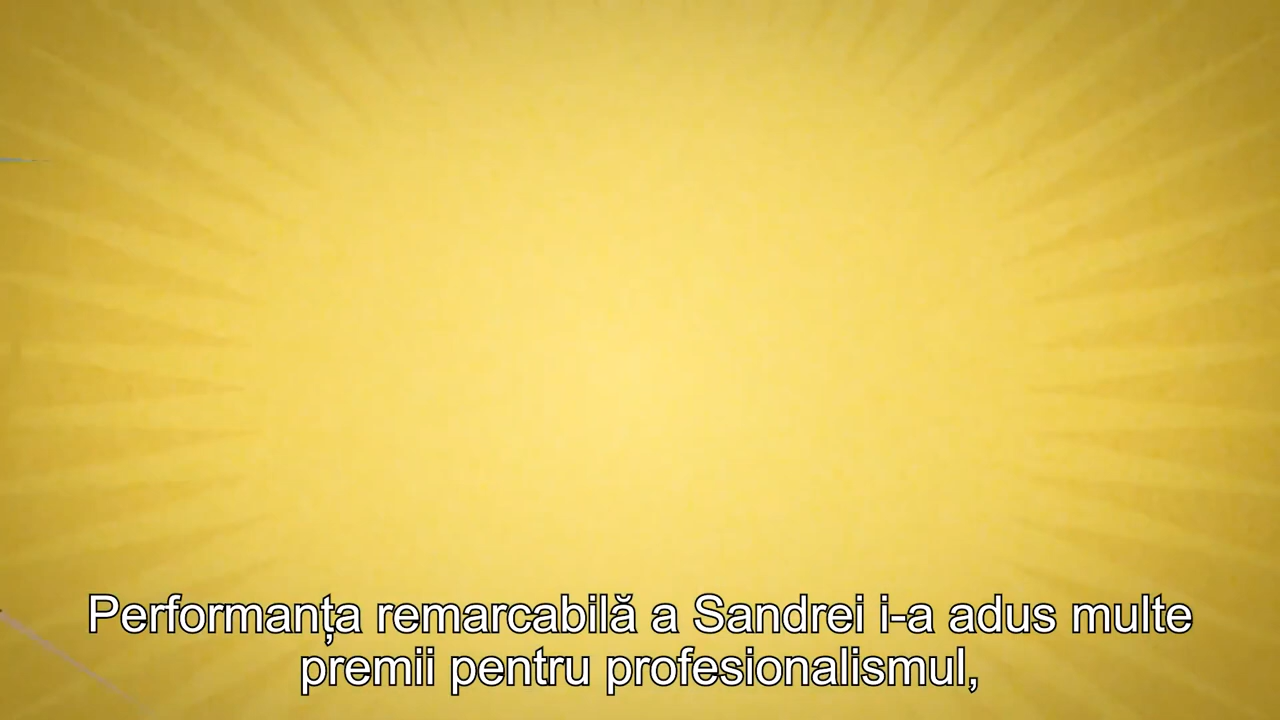 Performanța remarcabilă a Sandrei i-a adus multe
premii pentru profesionalismul,